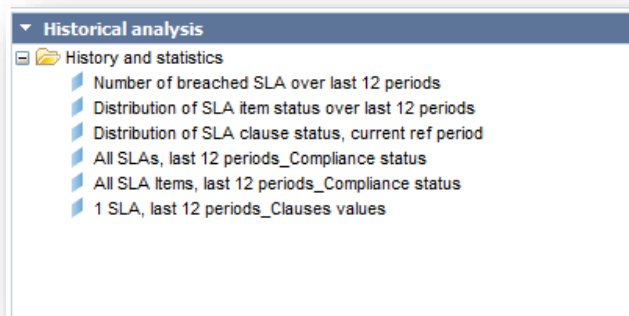 Historical analysis
History and statistics
Number of breached SLA over last 12 periods
Distribution of SLA item status over last 12 periods
Distribution of SLA clause status, current ref period
All SLAs, last 12 periods_Compliance status
All SLA Items, last 12 periods_Compliance status
1 SLA, last 12 periods_Clauses values